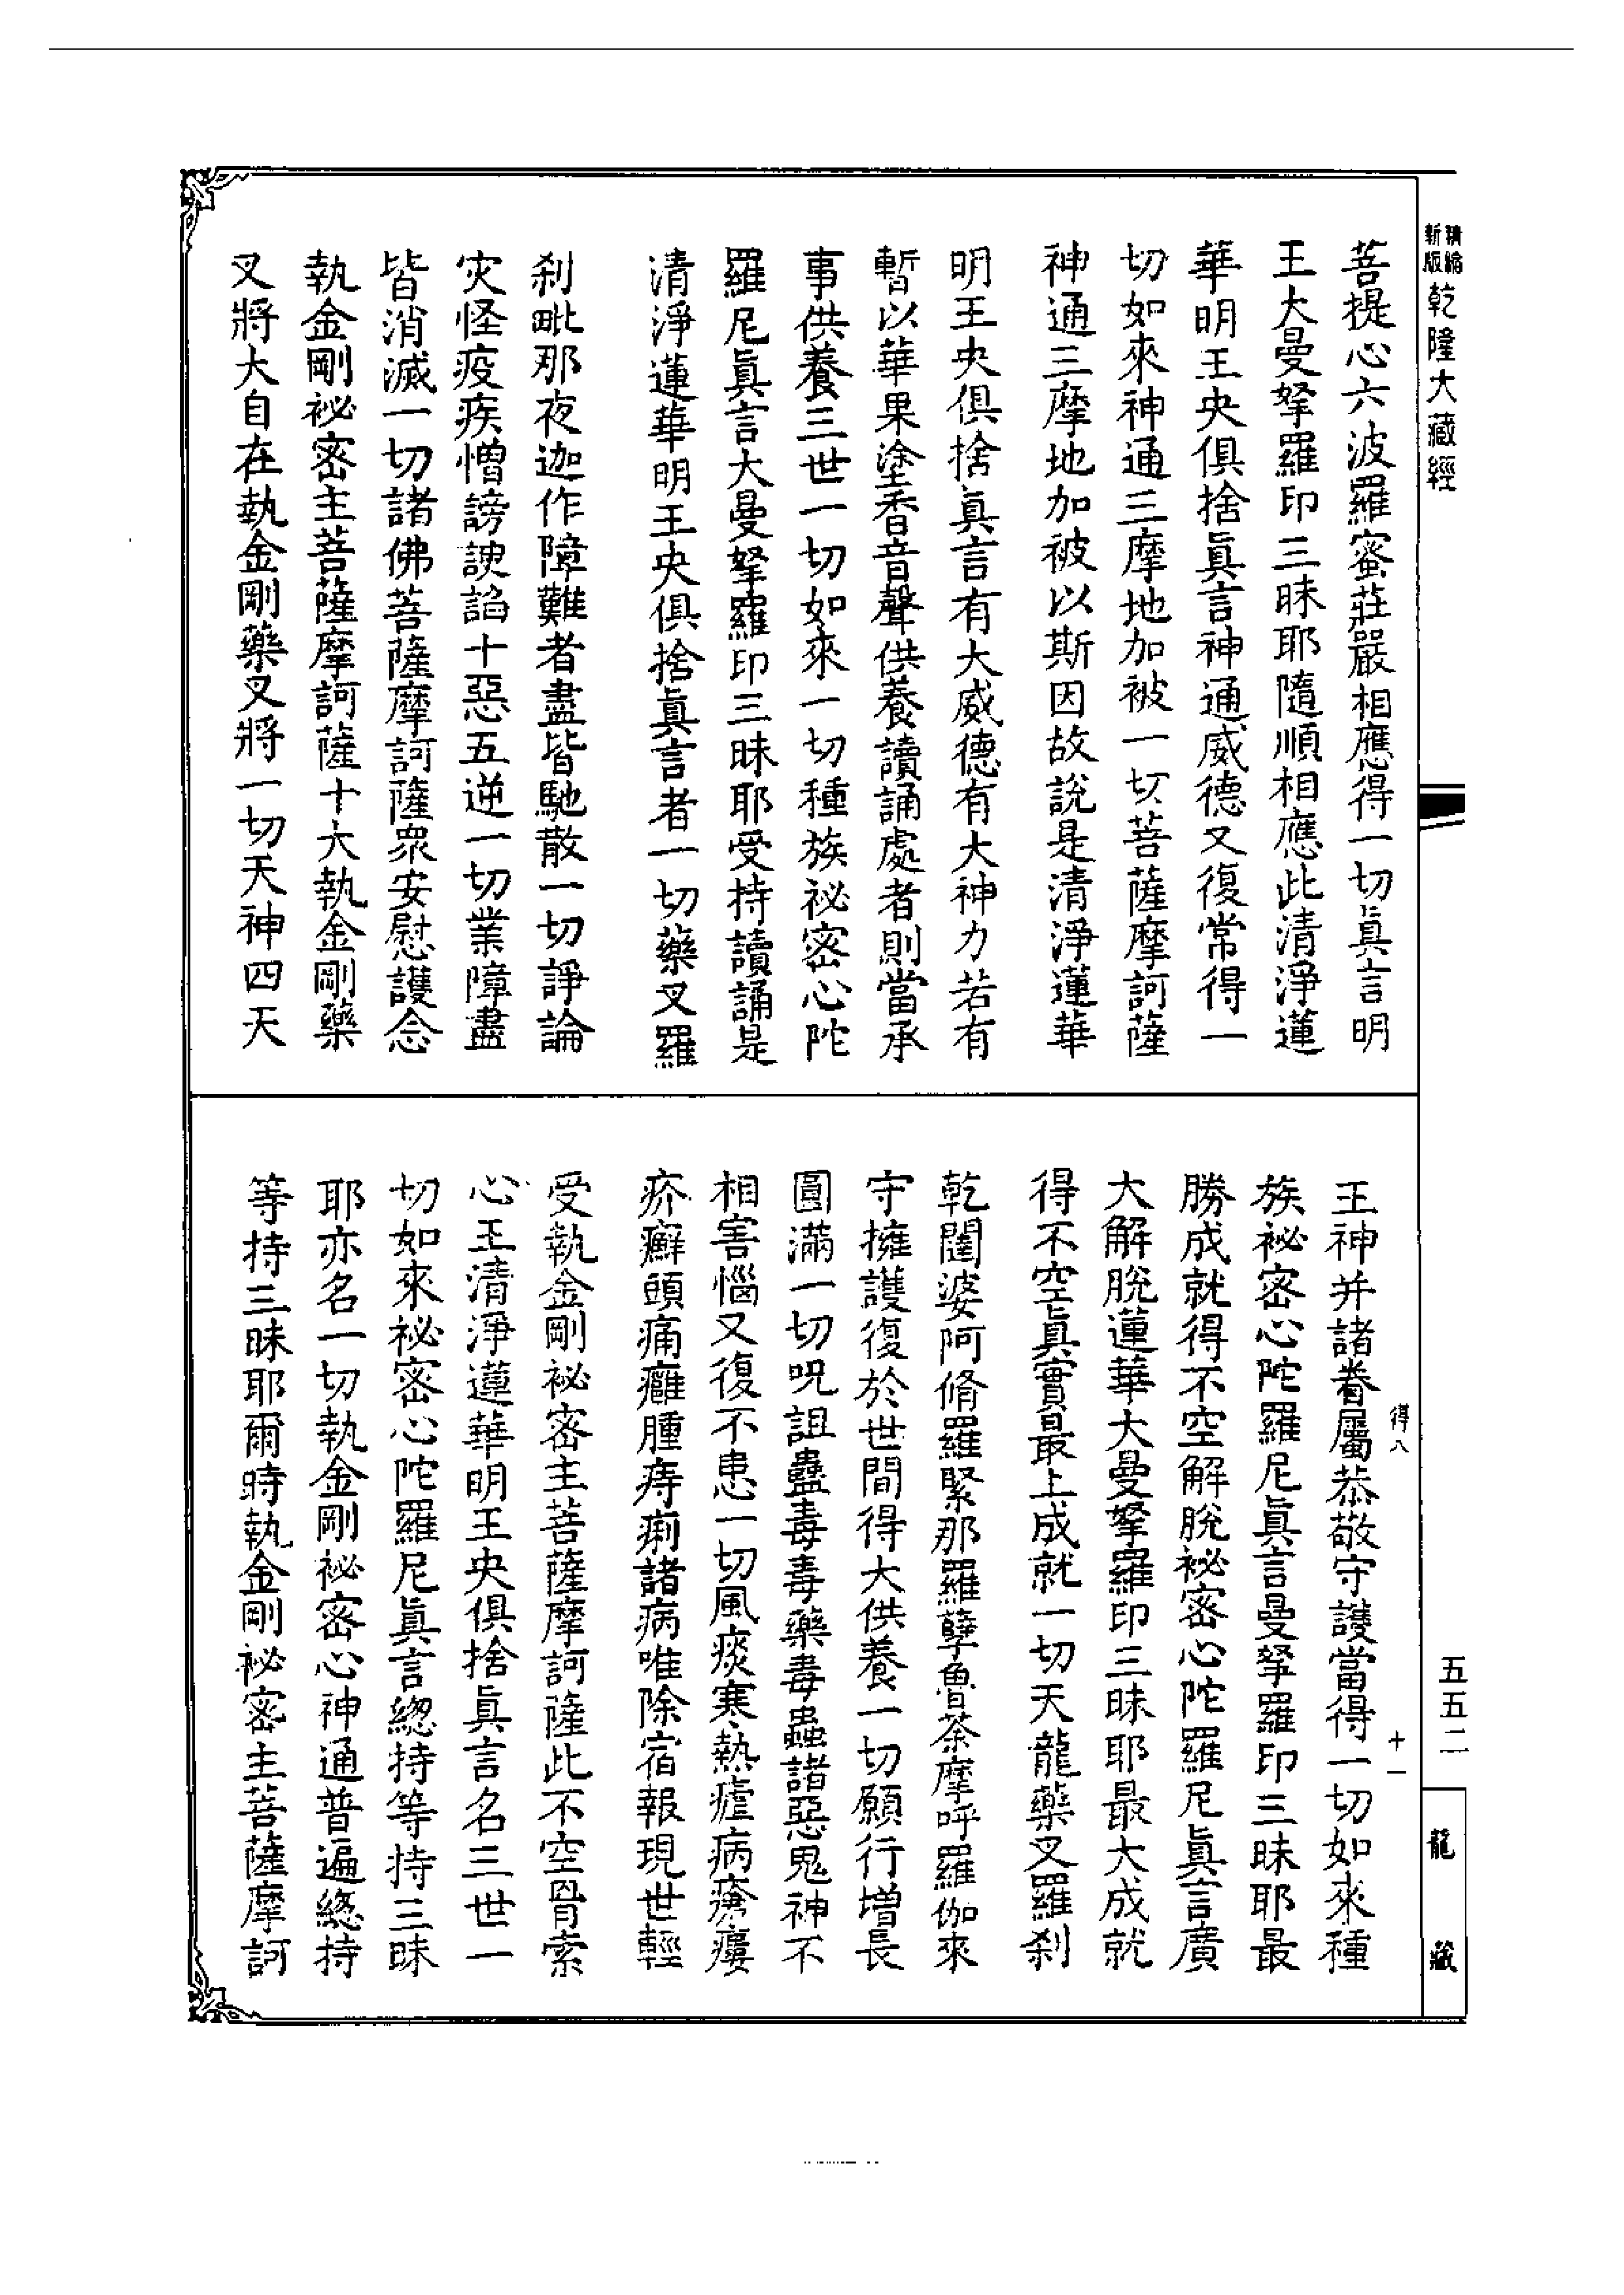 精縮
新版
乾隆大藏經
菩提心六波羅蜜莊嚴相應得一切眞言明
王大曼拏羅印三昧耶隨順相應此清淨蓮
華明王央俱捨眞言神通威德又復常得一
切如來神通三摩地加被一切菩薩摩訶薩
神通三摩地加被以斯因故說是清淨蓮華
明王央俱捨眞言有大威德有大神力若有
暫以華果塗香音聲供養讀誦處者則當承
事供養三世一切如來一切種族祕密心陀
羅尼眞言大曼拏羅印三昧耶受持讀誦是
清淨蓮華明王央俱捨眞言者一切藥叉羅
刹毗那夜迦作障難者盡皆馳散一切諍論
灾怪疫疾憎謗諛諂十惡五逆一切業障盡
皆消滅一切諸佛菩薩摩訶薩衆安慰護念
執金剛祕密主菩薩摩訶薩十大執金剛藥
叉將大自在執金剛藥叉將一切天神四天
得八
十一
王神并諸眷屬恭敬守護當得一切如來種
族祕密心陀羅尼眞言曼拏羅印三昧耶最
勝成就得不空解脫祕密心陀羅尼眞言廣
大解脫蓮華大曼拏羅印三昧耶最大成就
得不空眞實最上成就一切天龍藥叉羅刹
乾闥婆阿脩羅緊那羅孽魯茶摩呼羅伽來
守擁護復於世間得大供養一切願行增長
圓滿一切呪詛蠱毒毒藥毒蟲諸惡鬼神不
相害惱又復不患一切風痰寒熱瘧病瘡瘻
疥癬頭痛癰腫痔痢諸病唯除宿報現世輕
受執金剛祕密主菩薩摩訶薩此不空罥索
心王清淨蓮華明王央俱捨眞言名三世一
切如來祕密心陀羅尼眞言總持等持三昧
耶亦名一切執金剛祕密心神通普遍總持
等持三昧耶爾時執金剛祕密主菩薩摩訶
五五二
龍藏